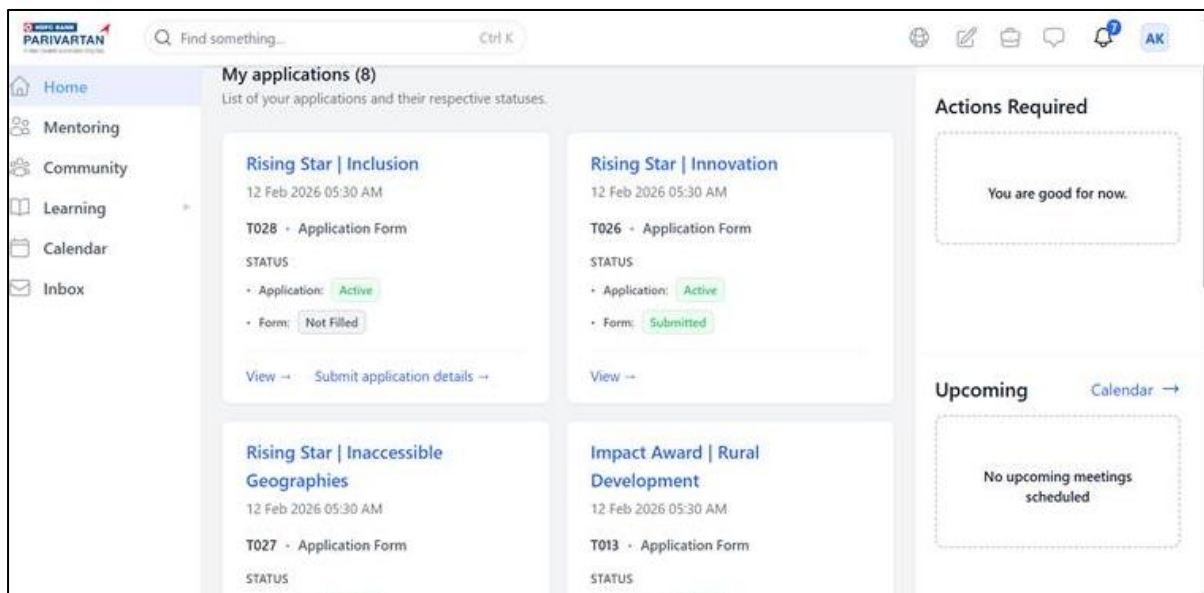 HDFC BANK
PARIVARTAN
Find something...
Ctrl K
7
AK
Home
Mentoring
Community
Learning
Calendar
Inbox
My applications (8)
List of your applications and their respective statuses.
Rising Star | Inclusion
12 Feb 2026 05:30 AM
T028 • Application Form
STATUS
• Application: Active
• Form: Not Filled
View → Submit application details →
Rising Star | Innovation
12 Feb 2026 05:30 AM
T026 • Application Form
STATUS
• Application: Active
• Form: Submitted
View →
Rising Star | Inaccessible
Geographies
12 Feb 2026 05:30 AM
T027 • Application Form
STATUS
Impact Award | Rural
Development
12 Feb 2026 05:30 AM
T013 • Application Form
STATUS
Actions Required
You are good for now.
Upcoming
Calendar →
No upcoming meetings
scheduled